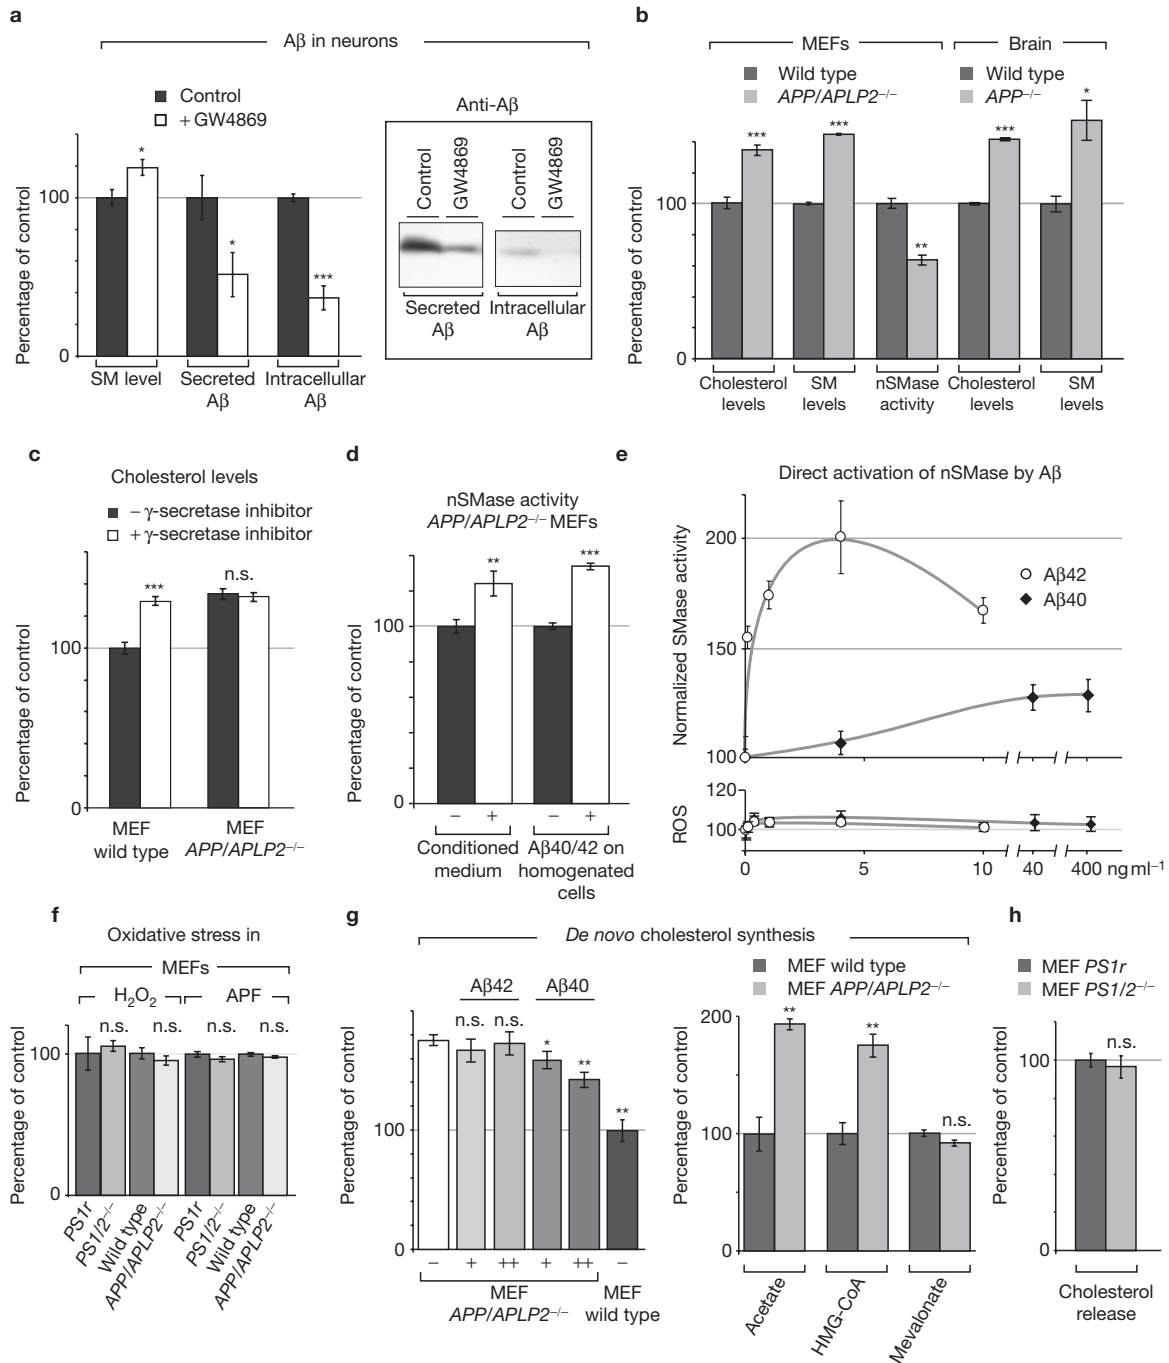 a
Aβ in neurons
Control
+ GW4869
Percentage of control
100
0
*
*
***
SM level
Secreted
Aβ
Intracellullar
Aβ
Anti-Aβ
Control
GW4869
Control
GW4869
Secreted
Aβ
Intracellular
Aβ
b
MEFs
Brain
Wild type
APP/APLP2–/–
Wild type
APP–/–
Percentage of control
100
0
***
***
**
***
*
Cholesterol
levels
SM
levels
nSMase
activity
Cholesterol
levels
SM
levels
c
Cholesterol levels
– γ-secretase inhibitor
+ γ-secretase inhibitor
Percentage of control
100
0
***
n.s.
MEF
wild type
MEF
APP/APLP2–/–
d
nSMase activity
APP/APLP2–/– MEFs
Percentage of control
100
0
**
***
– + – +
Conditioned
medium
Aβ40/42 on
homogenated
cells
e
Direct activation of nSMase by Aβ
Normalized SMase activity
200
150
100
Aβ42
Aβ40
ROS
120
100
0 5 10 40 400 ng ml–1
f
Oxidative stress in
MEFs
H2O2
APF
n.s. n.s. n.s. n.s.
Percentage of control
100
0
PS1r
PS1/2–/–
Wild type
APP/APLP2–/–
PS1r
PS1/2–/–
Wild type
APP/APLP2–/–
g
De novo cholesterol synthesis
Aβ42 Aβ40
n.s. n.s. * ** **
Percentage of control
100
0
– + ++ + ++ –
MEF
APP/APLP2–/–
MEF
wild type
MEF wild type
MEF APP/APLP2–/–
Percentage of control
200
100
0
**
**
n.s.
Acetate
HMG-CoA
Mevalonate
h
MEF PS1r
MEF PS1/2–/–
Percentage of control
100
0
n.s.
Cholesterol
release